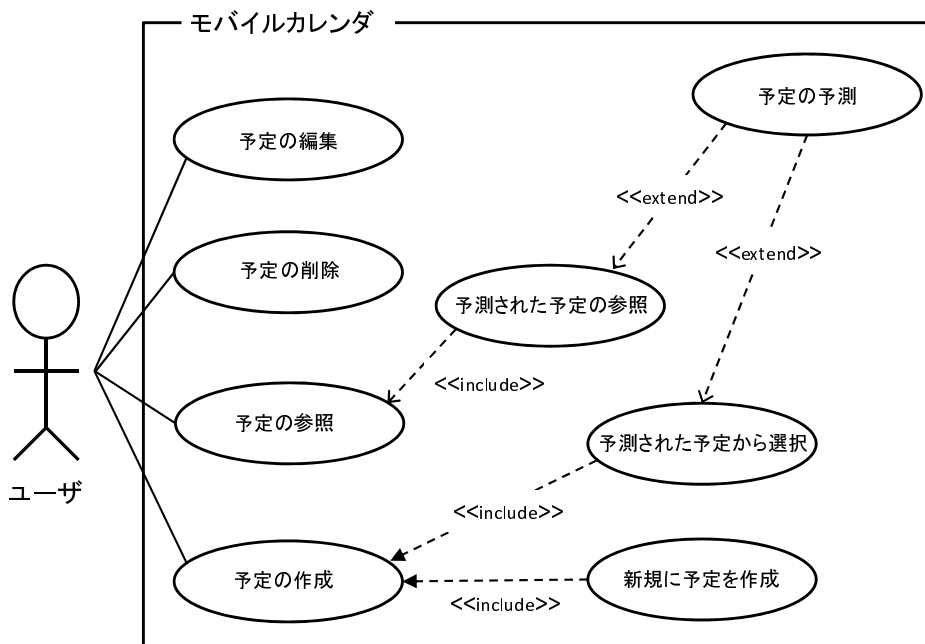 モバイルカレンダ
予定の予測
予定の編集
<<extend>>
<<extend>>
予定の削除
予測された予定の参照
<<include>>
予定の参照
予測された予定から選択
ユーザ
<<include>>
予定の作成
新規に予定を作成
<<include>>